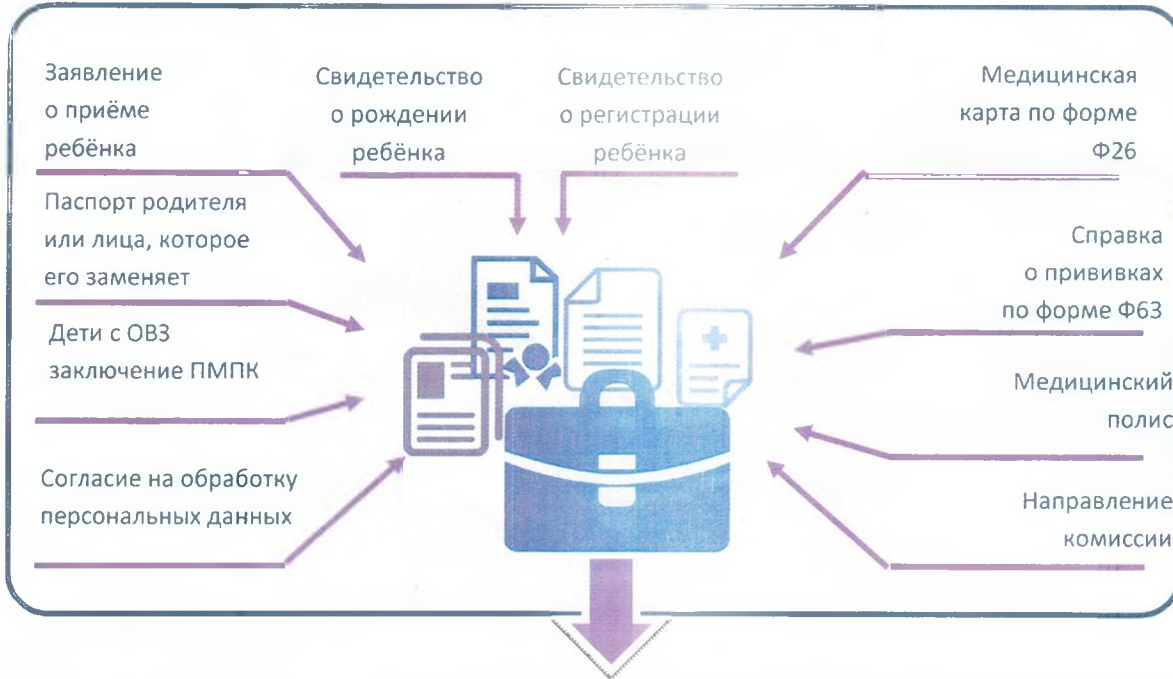 Заявление
о приёме
ребёнка
Свидетельство
о рождении
ребёнка
Свидетельство
о регистрации
ребёнка
Медицинская
карта по форме
Ф26
Паспорт родителя
или лица, которое
его заменяет
Справка
о прививках
по форме Ф63
Дети с ОВЗ
заключение ПМПК
Медицинский
полис
Согласие на обработку
персональных данных
Направление
комиссии